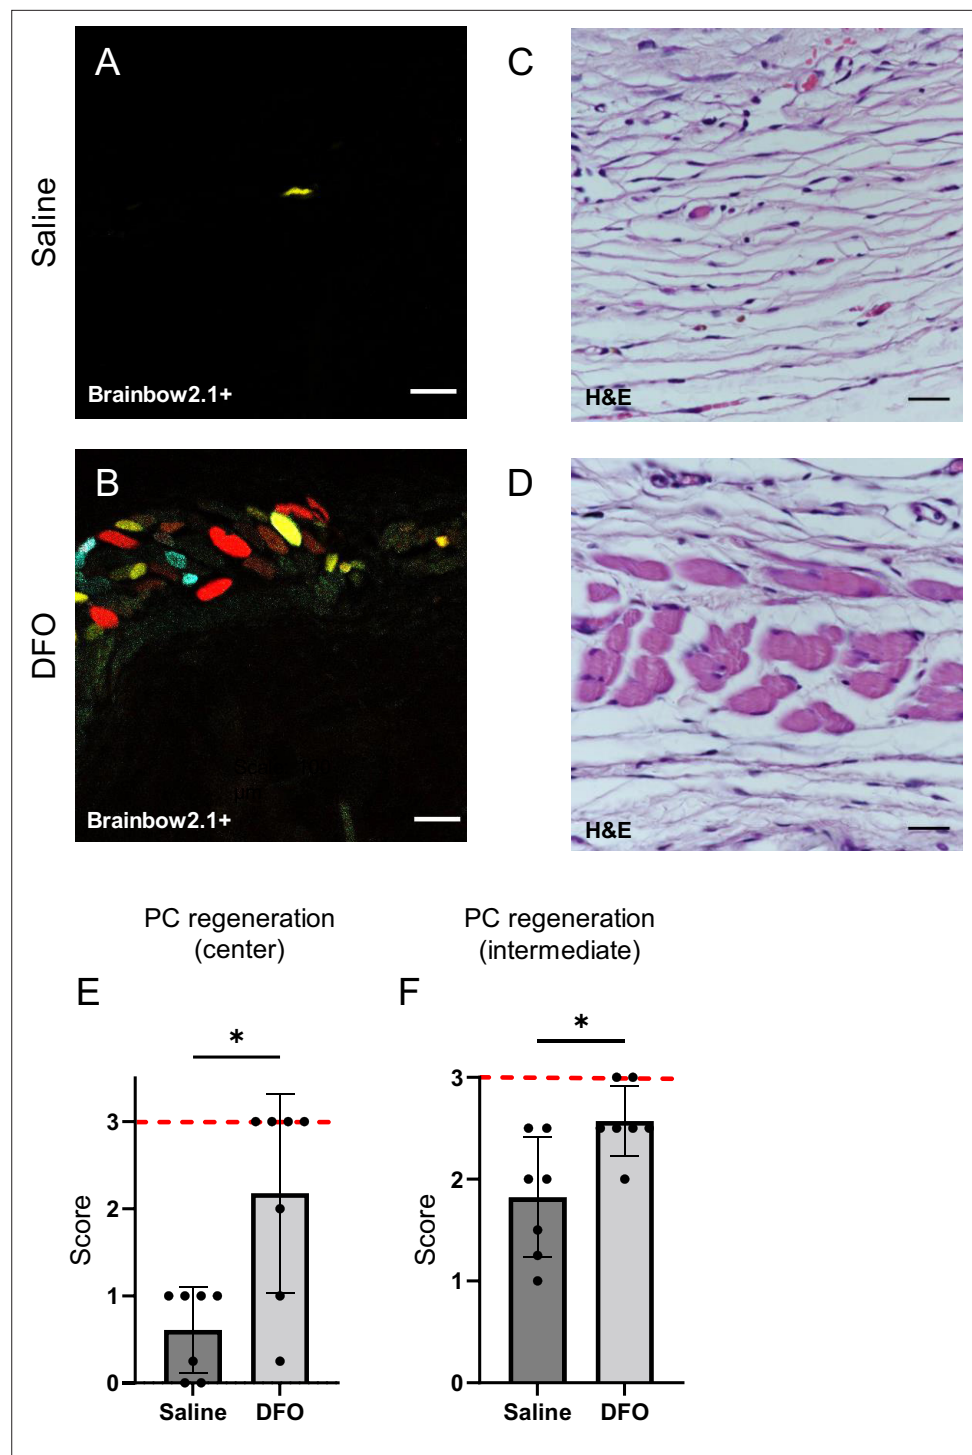 Saline
A
Brainbow2.1+
C
H&E
DFO
B
Brainbow2.1+
D
H&E
PC regeneration
(center)
E
*
Score
3
2
1
0
Saline DFO
PC regeneration
(intermediate)
F
*
Score
3
2
1
0
Saline DFO